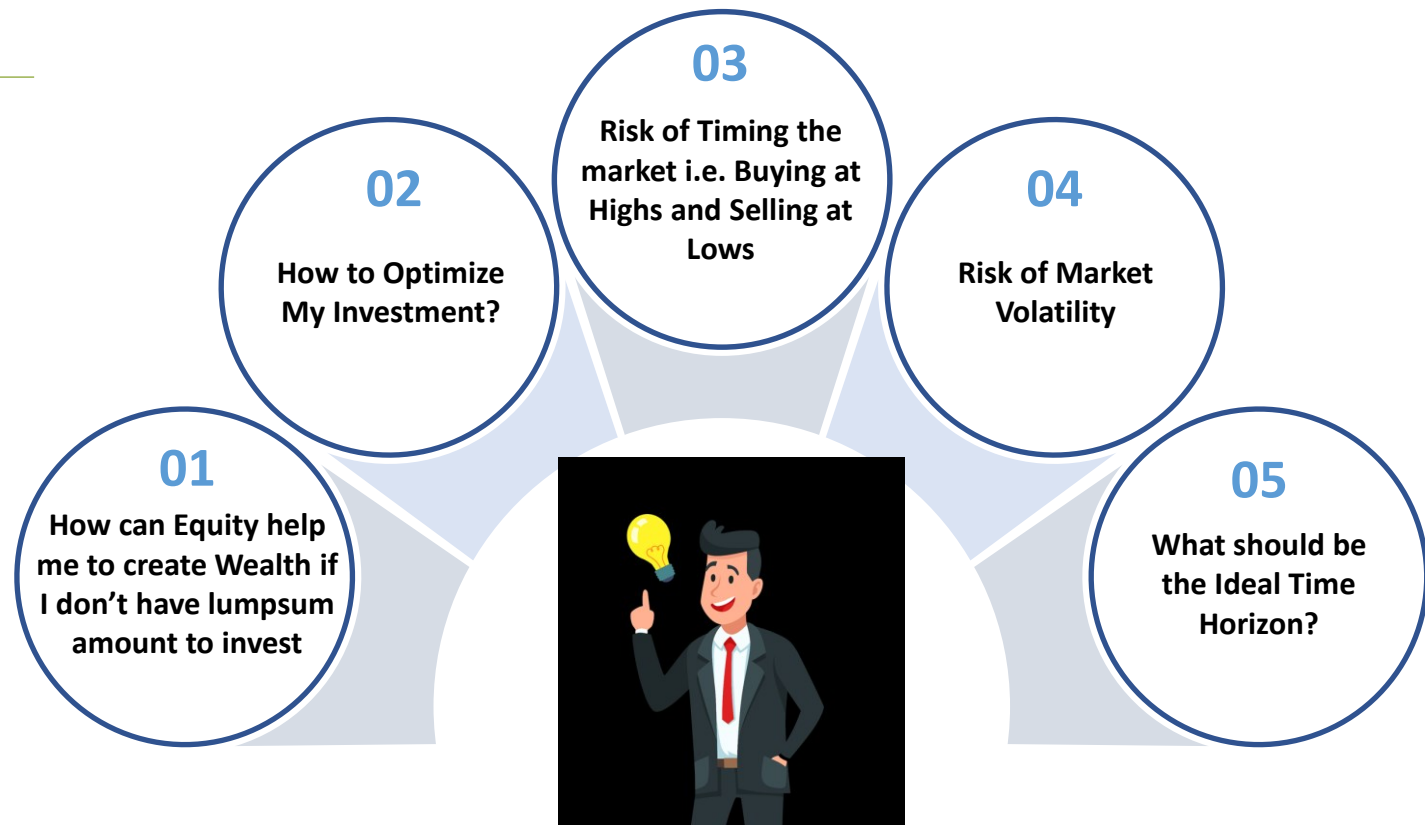 01
How can Equity help
me to create Wealth if
I don’t have lumpsum
amount to invest
02
How to Optimize
My Investment?
03
Risk of Timing the
market i.e. Buying at
Highs and Selling at
Lows
04
Risk of Market
Volatility
05
What should be
the Ideal Time
Horizon?